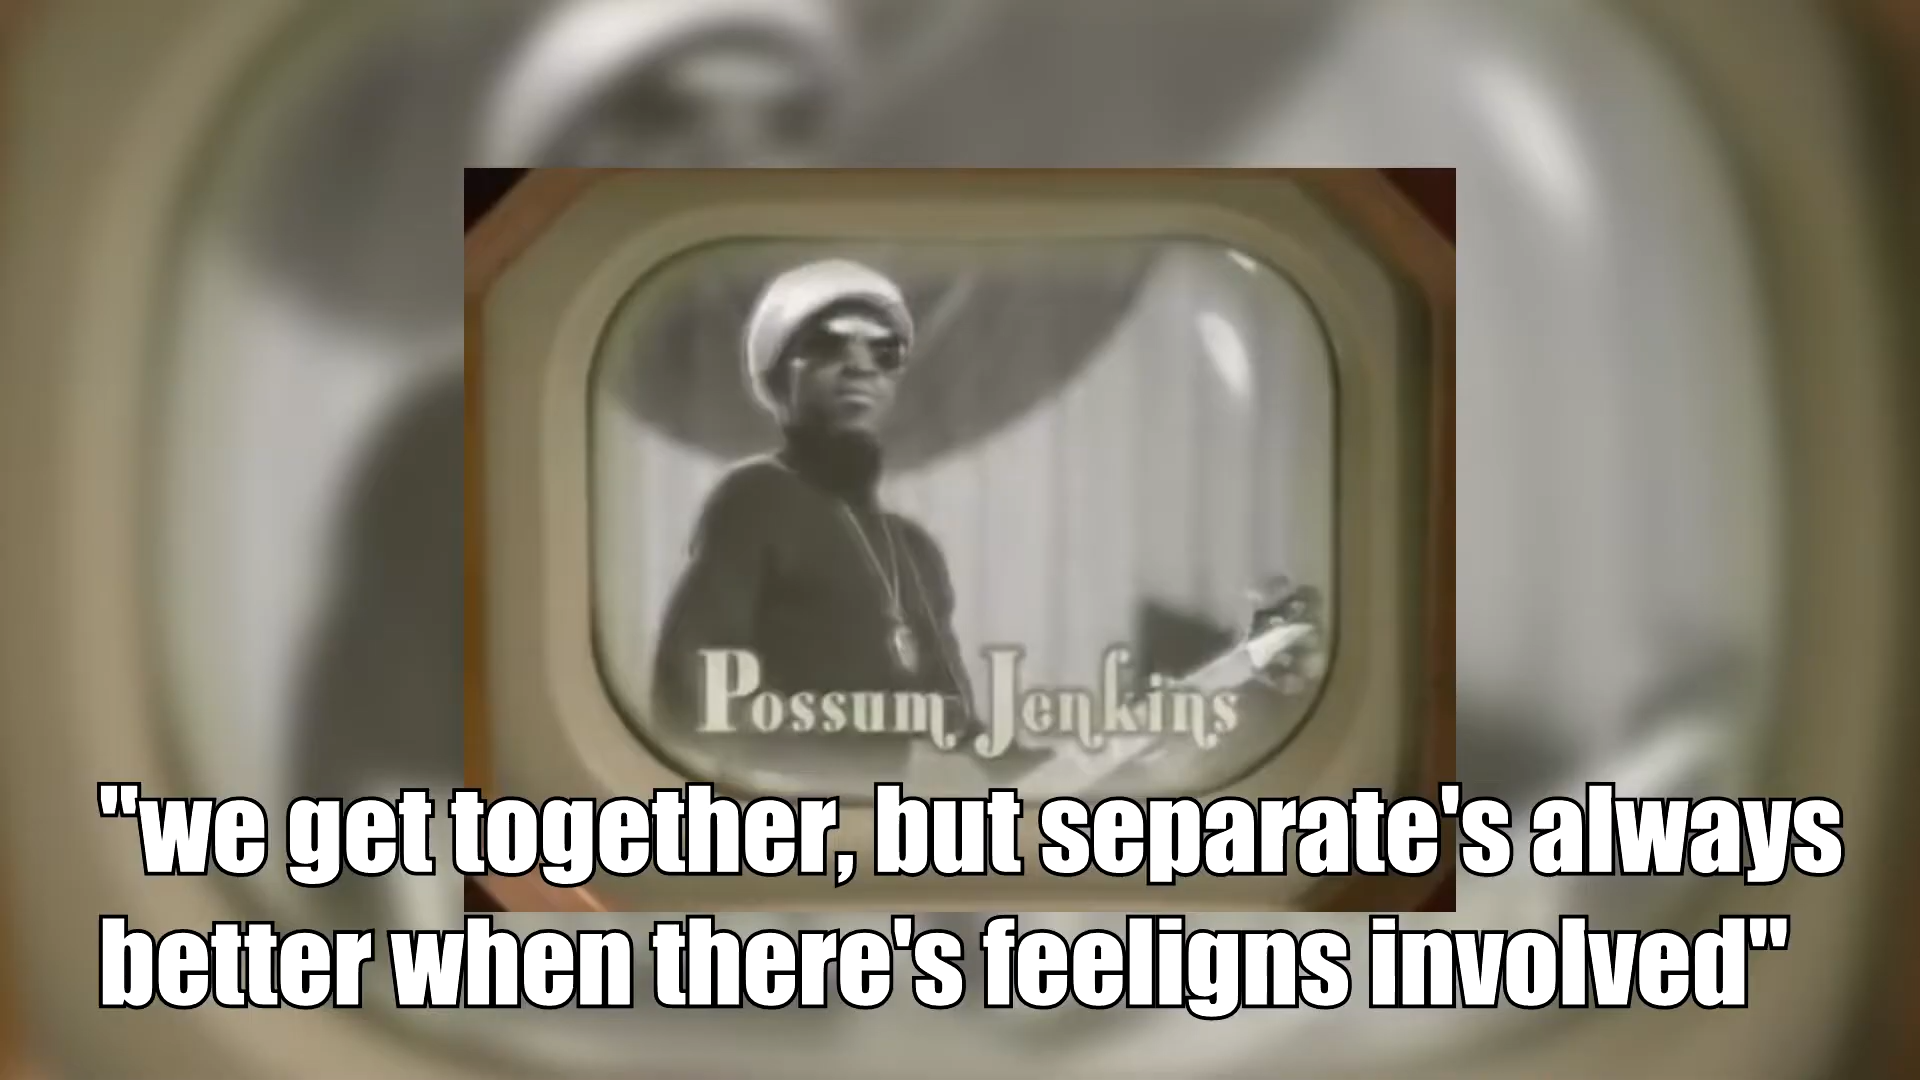 Possum Jenkins
"we get together, but separate's always
better when there's feeligns involved"